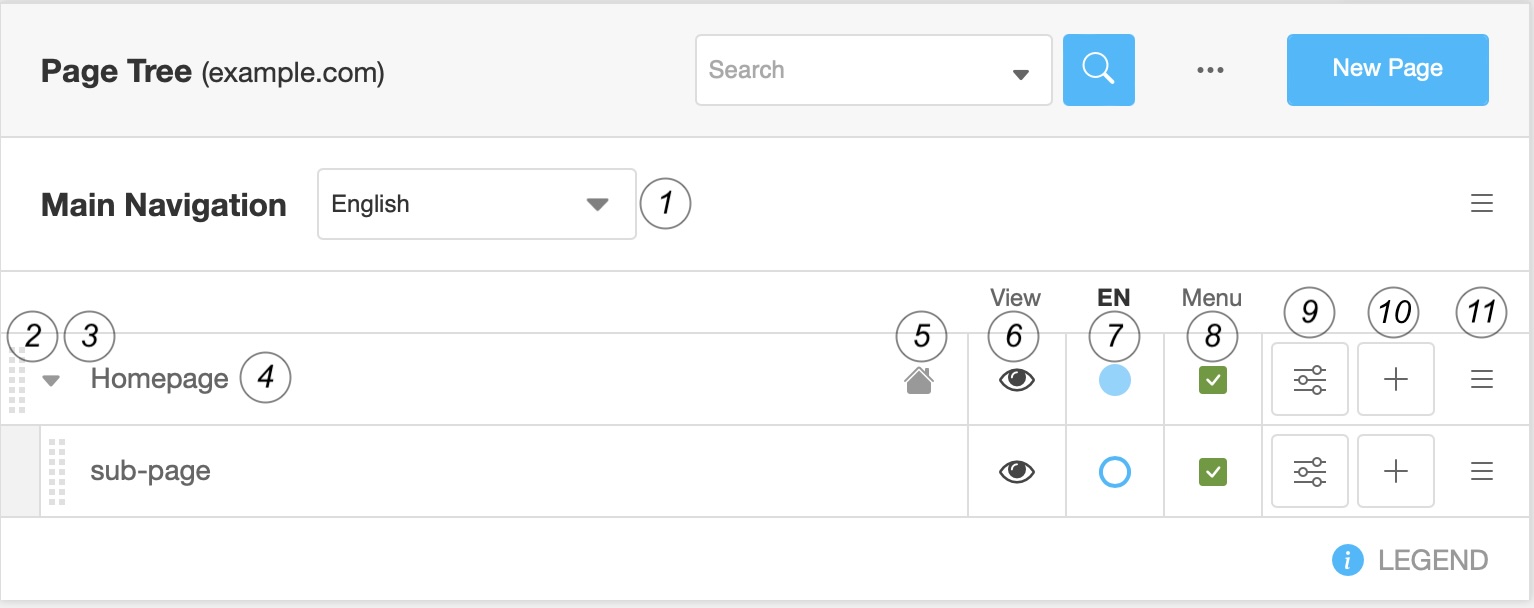 Page Tree (example.com) Search New Page
Main Navigation English 1
View EN Menu 9 10 11
2 3 5 6 7 8
Homepage 4
sub-page
i LEGEND